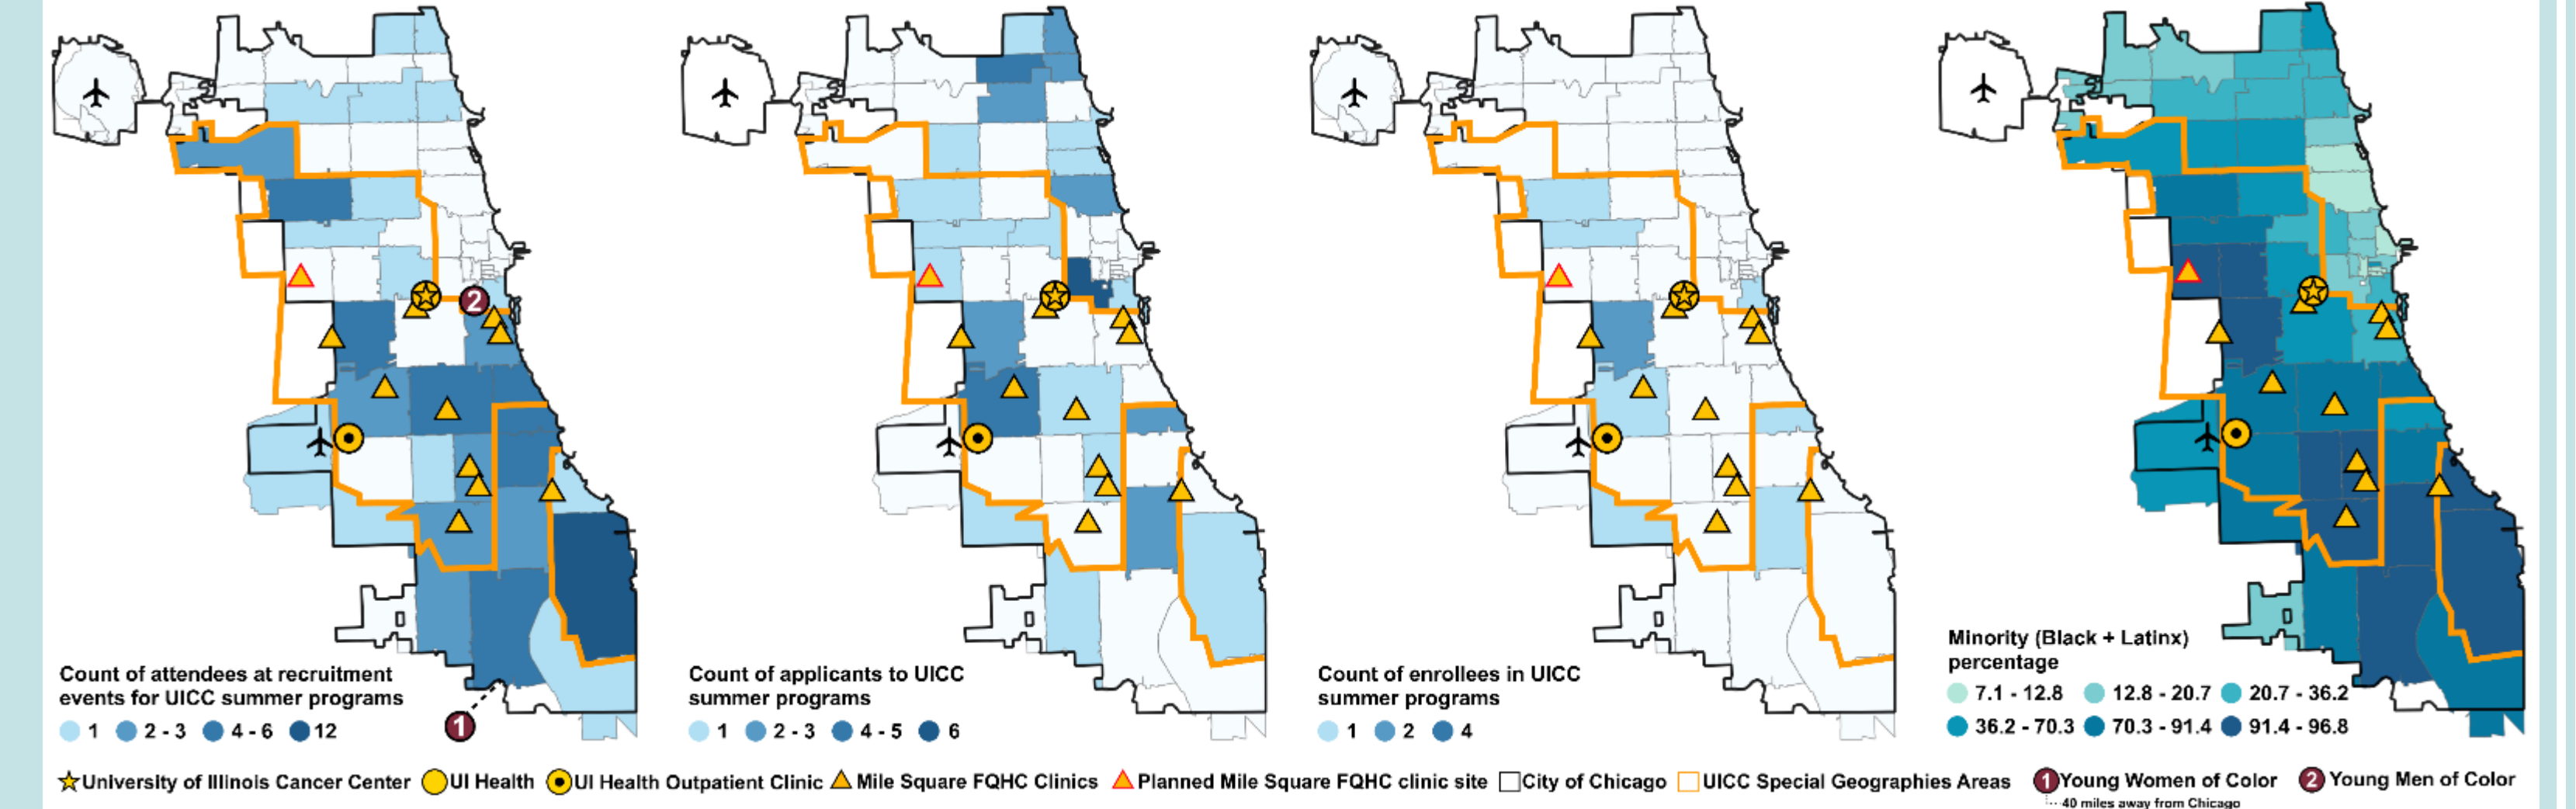 2
1
Count of attendees at recruitment
events for UICC summer programs
1 2 - 3 4 - 6 12
Count of applicants to UICC
summer programs
1 2 - 3 4 - 5 6
Count of enrollees in UICC
summer programs
1 2 4
Minority (Black + Latinx)
percentage
7.1 - 12.8 12.8 - 20.7 20.7 - 36.2
36.2 - 70.3 70.3 - 91.4 91.4 - 96.8
University of Illinois Cancer Center UI Health UI Health Outpatient Clinic Mile Square FQHC Clinics Planned Mile Square FQHC clinic site City of Chicago UICC Special Geographies Areas 1 Young Women of Color 2 Young Men of Color
40 miles away from Chicago